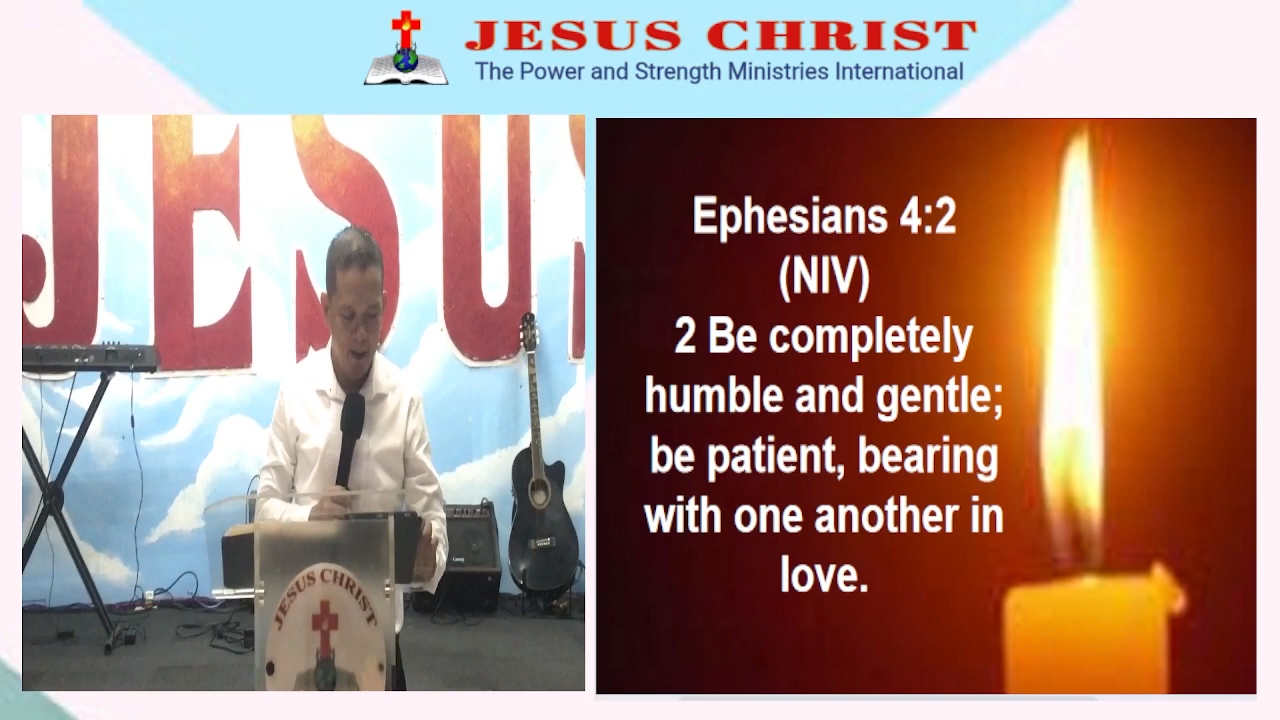 JESUS CHRIST
The Power and Strength Ministries International
JESUS
JESUS CHRIST
Ephesians 4:2
(NIV)
2 Be completely
humble and gentle;
be patient, bearing
with one another in
love.